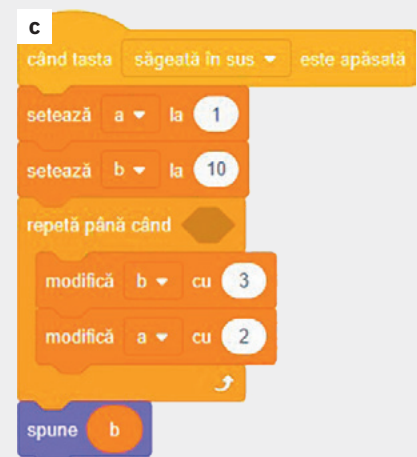 c
când tasta săgeată în sus este apăsată
setează a la 1
setează b la 10
repetă până când
modifică b cu 3
modifică a cu 2
spune b